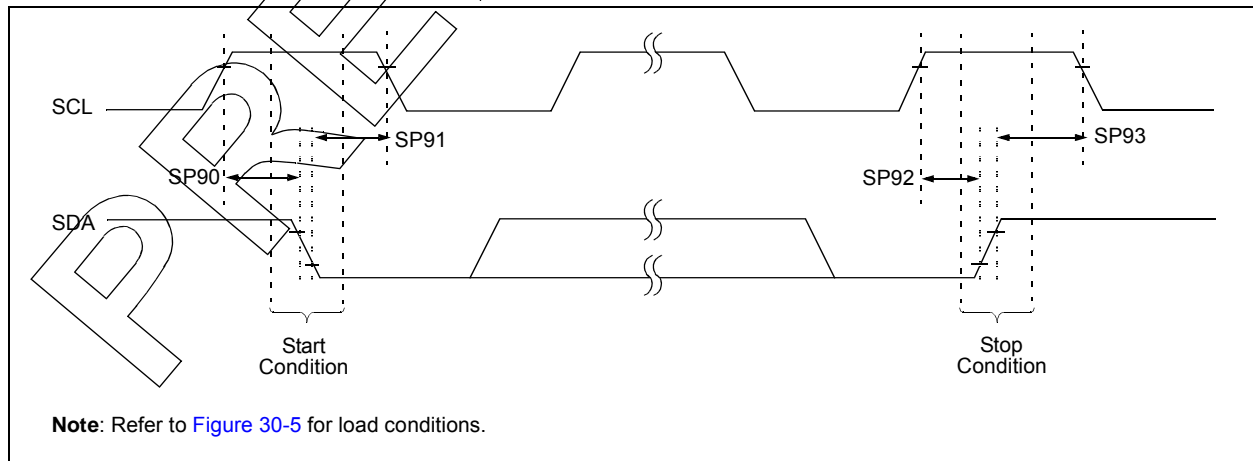 SCL
SP91
SP93
SP90
SP92
SDA
Start
Condition
Stop
Condition
Note: Refer to Figure 30-5 for load conditions.
PRE